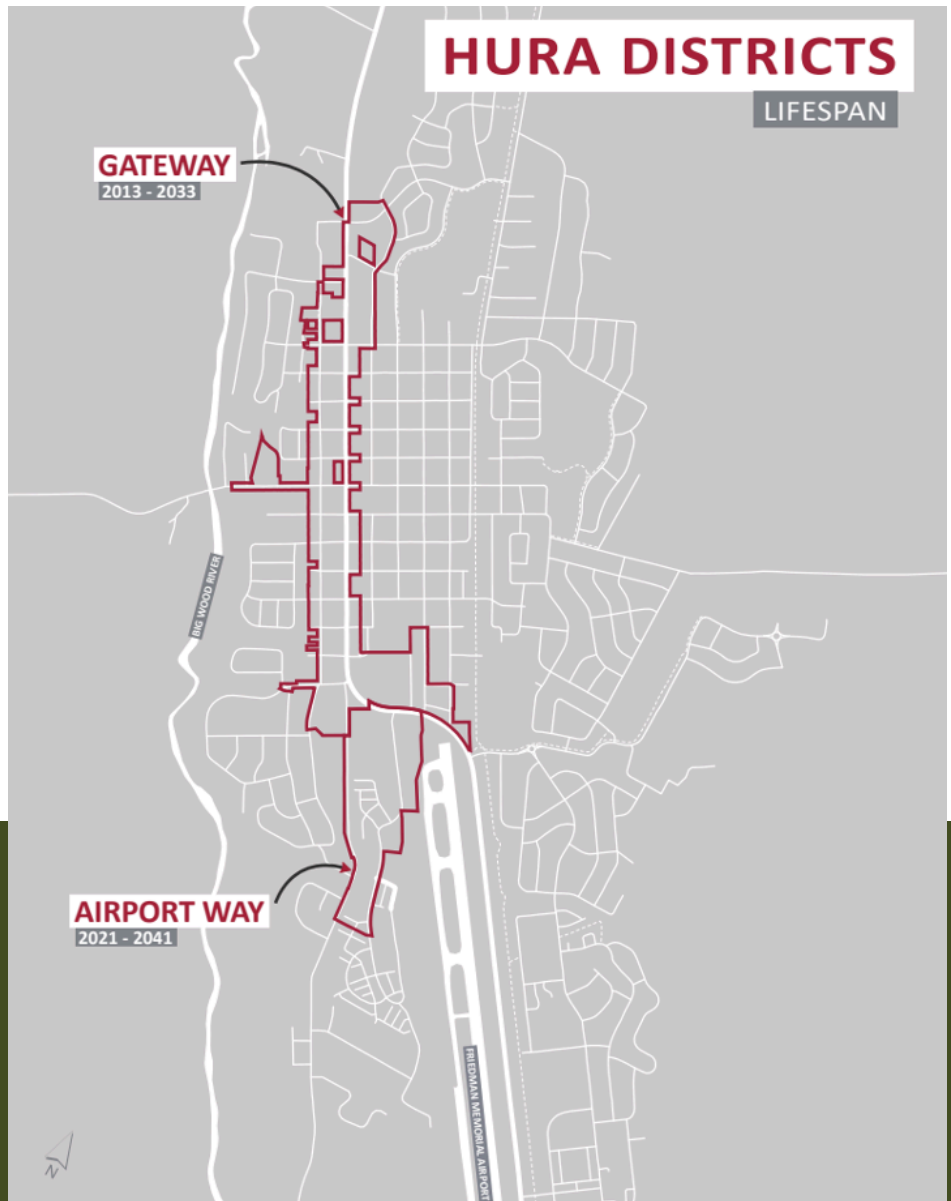 HURA DISTRICTS
LIFESPAN
GATEWAY
2013 - 2033
BIG WOOD RIVER
AIRPORT WAY
2021 - 2041
FRIEDMAN MEMORIAL AIRPORT
N